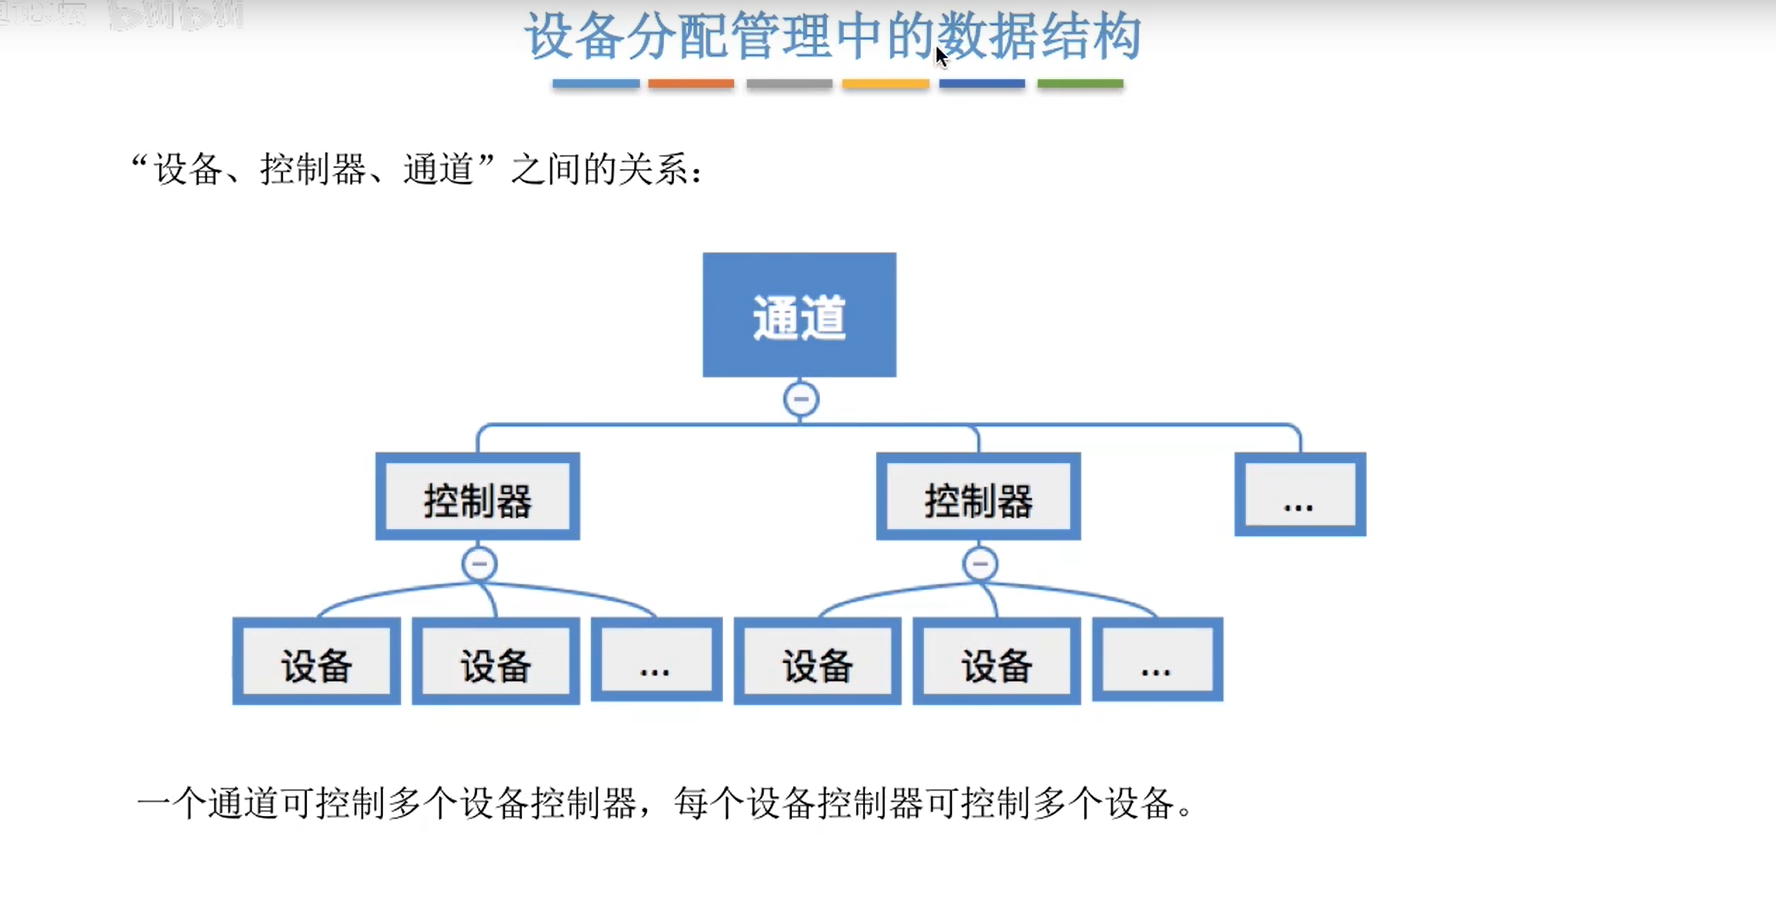 设备分配管理中的数据结构
“设备、控制器、通道”之间的关系：
通道
控制器 控制器 ...
设备 设备 ... 设备 设备 ...
一个通道可控制多个设备控制器，每个设备控制器可控制多个设备。